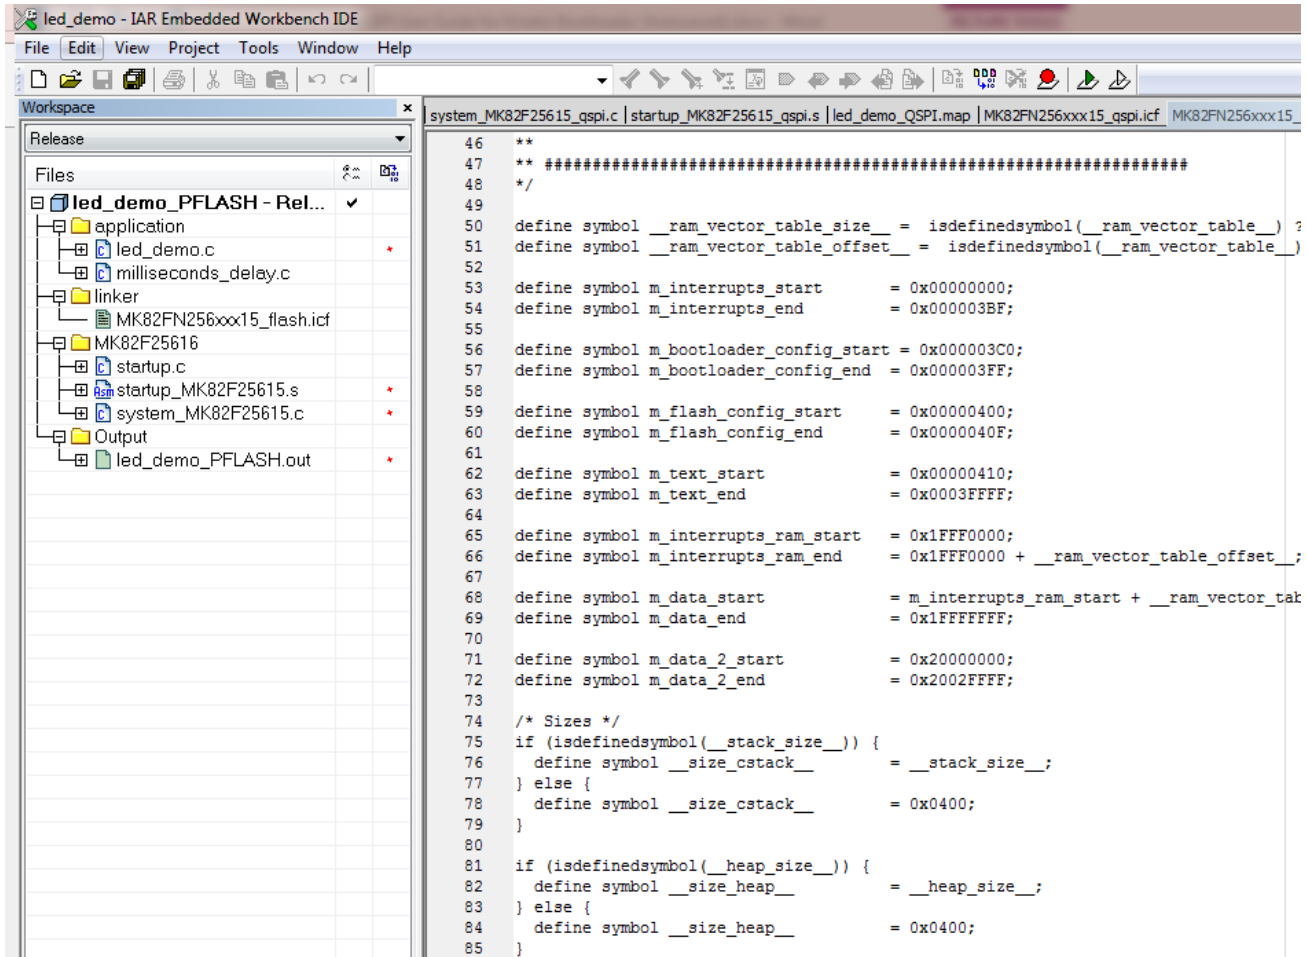 led_demo - IAR Embedded Workbench IDE
File Edit View Project Tools Window Help
Workspace ×
Release
Files
led_demo_PFLASH - Rel...
application
led_demo.c
milliseconds_delay.c
linker
MK82FN256xxx15_flash.icf
MK82F25616
startup.c
startup_MK82F25615.s
system_MK82F25615.c
Output
led_demo_PFLASH.out
system_MK82F25615_qspi.c | startup_MK82F25615_qspi.s | led_demo_QSPI.map | MK82FN256xxx15_qspi.icf MK82FN256xxx15_
46 **
47 ** ###################################################################
48 */
49
50 define symbol __ram_vector_table_size__ = isdefinedsymbol(__ram_vector_table__) ?
51 define symbol __ram_vector_table_offset__ = isdefinedsymbol(__ram_vector_table__)
52
53 define symbol m_interrupts_start = 0x00000000;
54 define symbol m_interrupts_end = 0x000003BF;
55
56 define symbol m_bootloader_config_start = 0x000003C0;
57 define symbol m_bootloader_config_end = 0x000003FF;
58
59 define symbol m_flash_config_start = 0x00000400;
60 define symbol m_flash_config_end = 0x0000040F;
61
62 define symbol m_text_start = 0x00000410;
63 define symbol m_text_end = 0x0003FFFF;
64
65 define symbol m_interrupts_ram_start = 0x1FFF0000;
66 define symbol m_interrupts_ram_end = 0x1FFF0000 + __ram_vector_table_offset__;
67
68 define symbol m_data_start = m_interrupts_ram_start + __ram_vector_tab
69 define symbol m_data_end = 0x1FFFFFFF;
70
71 define symbol m_data_2_start = 0x20000000;
72 define symbol m_data_2_end = 0x2002FFFF;
73
74 /* Sizes */
75 if (isdefinedsymbol(__stack_size__)) {
76 define symbol __size_cstack__ = __stack_size__;
77 } else {
78 define symbol __size_cstack__ = 0x0400;
79 }
80
81 if (isdefinedsymbol(__heap_size__)) {
82 define symbol __size_heap__ = __heap_size__;
83 } else {
84 define symbol __size_heap__ = 0x0400;
85 }